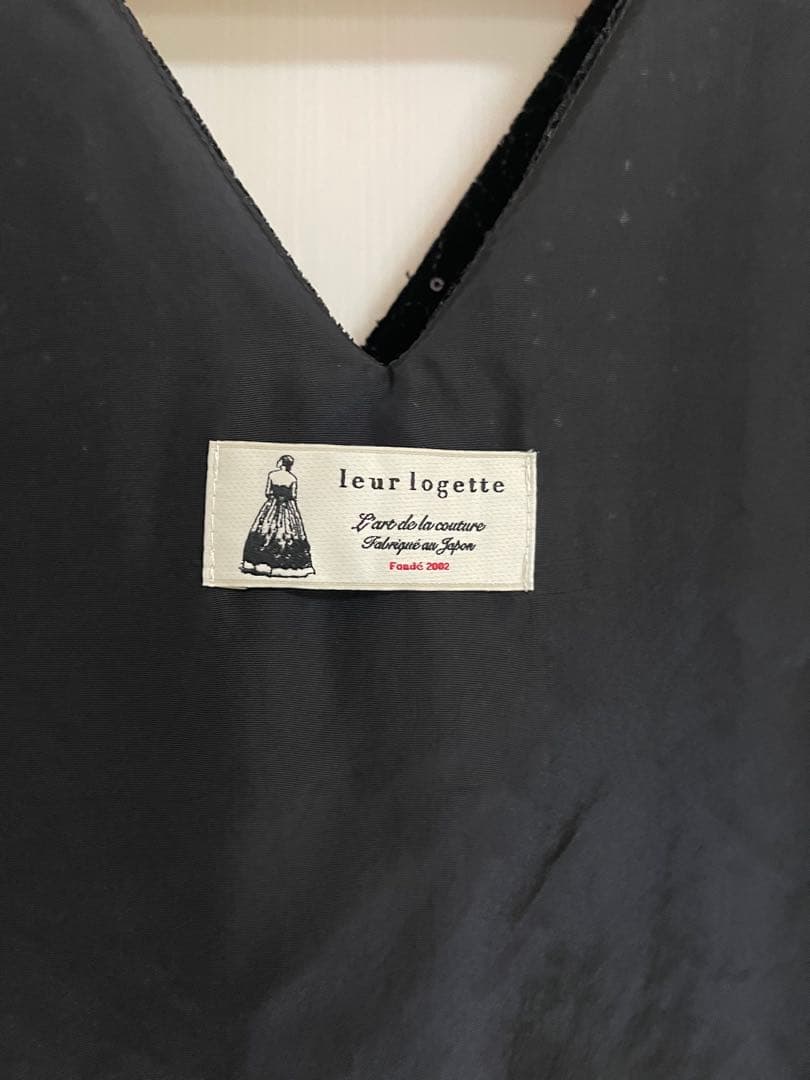 leur logette
L'art de la couture
Fabriqué au Japon
Fondé 2002